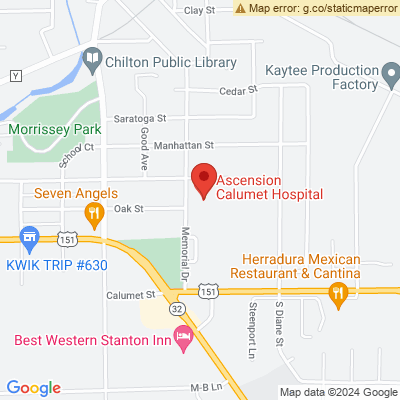 Map error: g.co/staticmaperror
Clay St
Chilton Public Library
Kaytee Production
Factory
Y
Cedar St
Saratoga St
Morrissey Park
Good Ave
Manhattan St
School Ct
Ascension
Calumet Hospital
Seven Angels
Oak St
151
KWIK TRIP #630
Memorial Dr
Herradura Mexican
Restaurant & Cantina
Calumet St
151
32
Steenport Ln
S Diane St
Best Western Stanton Inn
M-B Ln
Google
Map data ©2024 Google